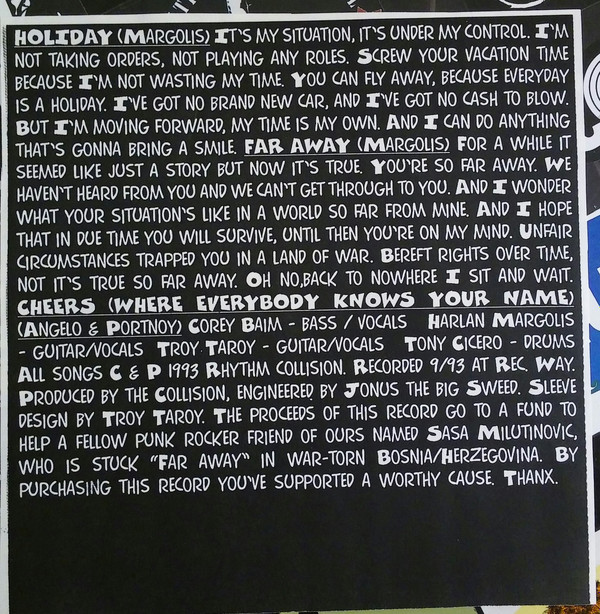 HOLIDAY (MARGOLIS) IT'S MY SITUATION, IT'S UNDER MY CONTROL. I'M
NOT TAKING ORDERS, NOT PLAYING ANY ROLES. SCREW YOUR VACATION TIME
BECAUSE I'M NOT WASTING MY TIME. YOU CAN FLY AWAY, BECAUSE EVERYDAY
IS A HOLIDAY. I'VE GOT NO BRAND NEW CAR, AND I'VE GOT NO CASH TO BLOW.
BUT I'M MOVING FORWARD, MY TIME IS MY OWN. AND I CAN DO ANYTHING
THAT'S GONNA BRING A SMILE. FAR AWAY (MARGOLIS) FOR A WHILE IT
SEEMED LIKE JUST A STORY BUT NOW IT'S TRUE. YOU'RE SO FAR AWAY. WE
HAVEN'T HEARD FROM YOU AND WE CAN'T GET THROUGH TO YOU. AND I WONDER
WHAT YOUR SITUATION'S LIKE IN A WORLD SO FAR FROM MINE. AND I HOPE
THAT IN DUE TIME YOU WILL SURVIVE, UNTIL THEN YOU'RE ON MY MIND. UNFAIR
CIRCUMSTANCES TRAPPED YOU IN A LAND OF WAR. BEREFT RIGHTS OVER TIME,
NOT IT'S TRUE SO FAR AWAY. OH NO,BACK TO NOWHERE I SIT AND WAIT.
CHEERS (WHERE EVERYBODY KNOWS YOUR NAME)
(ANGELO & PORTNOY) COREY BAIM - BASS / VOCALS HARLAN MARGOLIS
- GUITAR/VOCALS TROY TAROY - GUITAR/VOCALS TONY CICERO - DRUMS
ALL SONGS C & P 1993 RHYTHM COLLISION. RECORDED 9/93 AT REC. WAY.
PRODUCED BY THE COLLISION, ENGINEERED BY JONUS THE BIG SWEED. SLEEVE
DESIGN BY TROY TAROY. THE PROCEEDS OF THIS RECORD GO TO A FUND TO
HELP A FELLOW PUNK ROCKER FRIEND OF OURS NAMED SASA MILUTINOVIC,
WHO IS STUCK "FAR AWAY" IN WAR-TORN BOSNIA/HERZEGOVINA. BY
PURCHASING THIS RECORD YOU'VE SUPPORTED A WORTHY CAUSE. THANX.